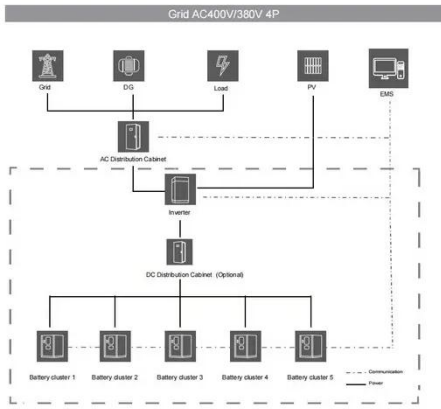 Grid AC400V/380V 4P
Grid
DG
Load
PV
EMS
AC Distribution Cabinet
Inverter
DC Distribution Cabinet (Optional)
Battery cluster 1
Battery cluster 2
Battery cluster 3
Battery cluster 4
Battery cluster 5
Communication
Power